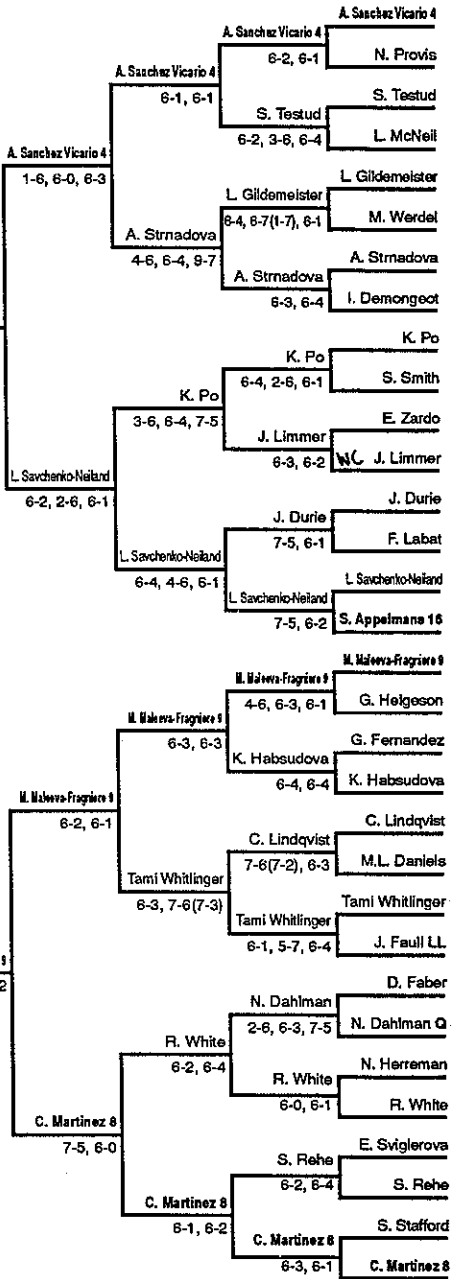 A. Sanchez Vicario 4
A. Sanchez Vicario 4
6-2, 6-1
N. Provis
A. Sanchez Vicario 4
6-1, 6-1
S. Testud
S. Testud
6-2, 3-6, 6-4
L. McNeil
A. Sanchez Vicario 4
1-6, 6-0, 6-3
L. Gildemeister
L. Gildemeister
6-4, 6-7(1-7), 6-1
M. Werdel
A. Strnadova
4-6, 6-4, 9-7
A. Strnadova
A. Strnadova
6-3, 6-4
I. Demongeot
K. Po
K. Po
6-4, 2-6, 6-1
S. Smith
K. Po
3-6, 6-4, 7-5
E. Zardo
J. Limmer
6-3, 6-2
WC J. Limmer
L. Savchenko-Neiland
6-2, 2-6, 6-1
J. Durie
J. Durie
7-5, 6-1
F. Labat
L. Savchenko-Neiland
6-4, 4-6, 6-1
L. Savchenko-Neiland
L. Savchenko-Neiland
7-5, 6-2
S. Appelmans 16
M. Maleeva-Fragniere 9
M. Maleeva-Fragniere 9
4-6, 6-3, 6-1
G. Helgeson
M. Maleeva-Fragniere 9
6-3, 6-3
G. Fernandez
K. Habsudova
6-4, 6-4
K. Habsudova
M. Maleeva-Fragniere 9
6-2, 6-1
C. Lindqvist
C. Lindqvist
7-6(7-2), 6-3
M.L. Daniels
Tami Whitlinger
6-3, 7-6(7-3)
Tami Whitlinger
Tami Whitlinger
6-1, 5-7, 6-4
J. Faull LL
9
2
D. Faber
N. Dahlman
2-6, 6-3, 7-5
N. Dahlman Q
R. White
6-2, 6-4
N. Herreman
R. White
6-0, 6-1
R. White
C. Martinez 8
7-5, 6-0
E. Sviglerova
S. Rehe
6-2, 6-4
S. Rehe
C. Martinez 8
6-1, 6-2
S. Stafford
C. Martinez 8
6-3, 6-1
C. Martinez 8